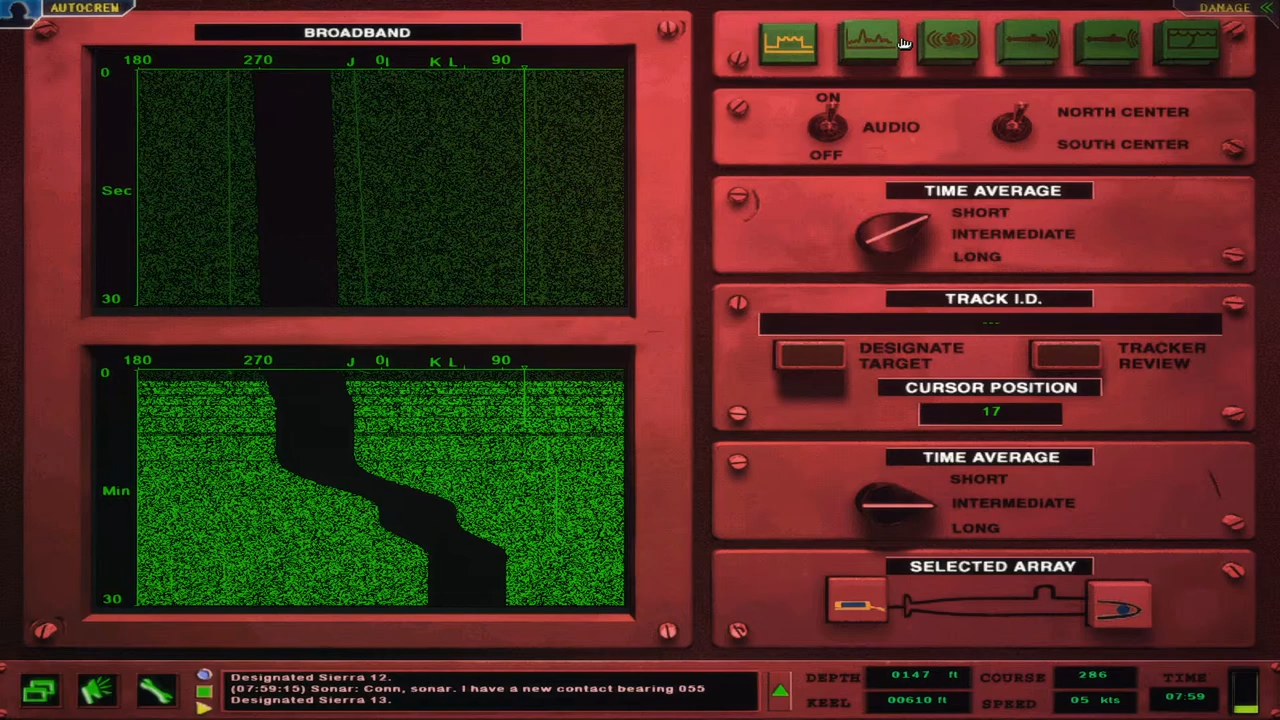 AUTOCREW
DAMAGE
BROADBAND
180 270 J 0 K L 90
0
Sec
30
180 270 J 0 K L 90
0
Min
30
ON
AUDIO
OFF
NORTH CENTER
SOUTH CENTER
TIME AVERAGE
SHORT
INTERMEDIATE
LONG
TRACK I.D.
---
DESIGNATE
TARGET
TRACKER
REVIEW
CURSOR POSITION
17
TIME AVERAGE
SHORT
INTERMEDIATE
LONG
SELECTED ARRAY
Designated Sierra 12.
(07:59:15) Sonar: Conn, sonar. I have a new contact bearing 055
Designated Sierra 13.
DEPTH 0147 ft COURSE 286 TIME
KEEL 00610 ft SPEED 05 kts 07:59